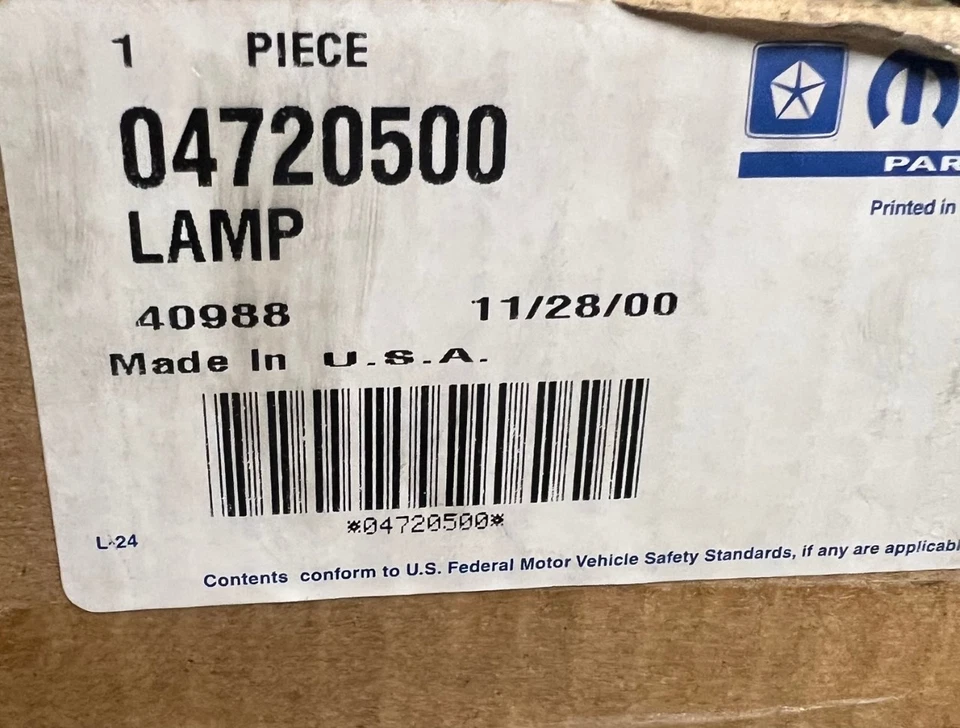 1 PIECE
04720500
LAMP
40988 11/28/00
Made In U.S.A.
*04720500*
L-24
PAR
Printed in
Contents conform to U.S. Federal Motor Vehicle Safety Standards, if any are applicabl